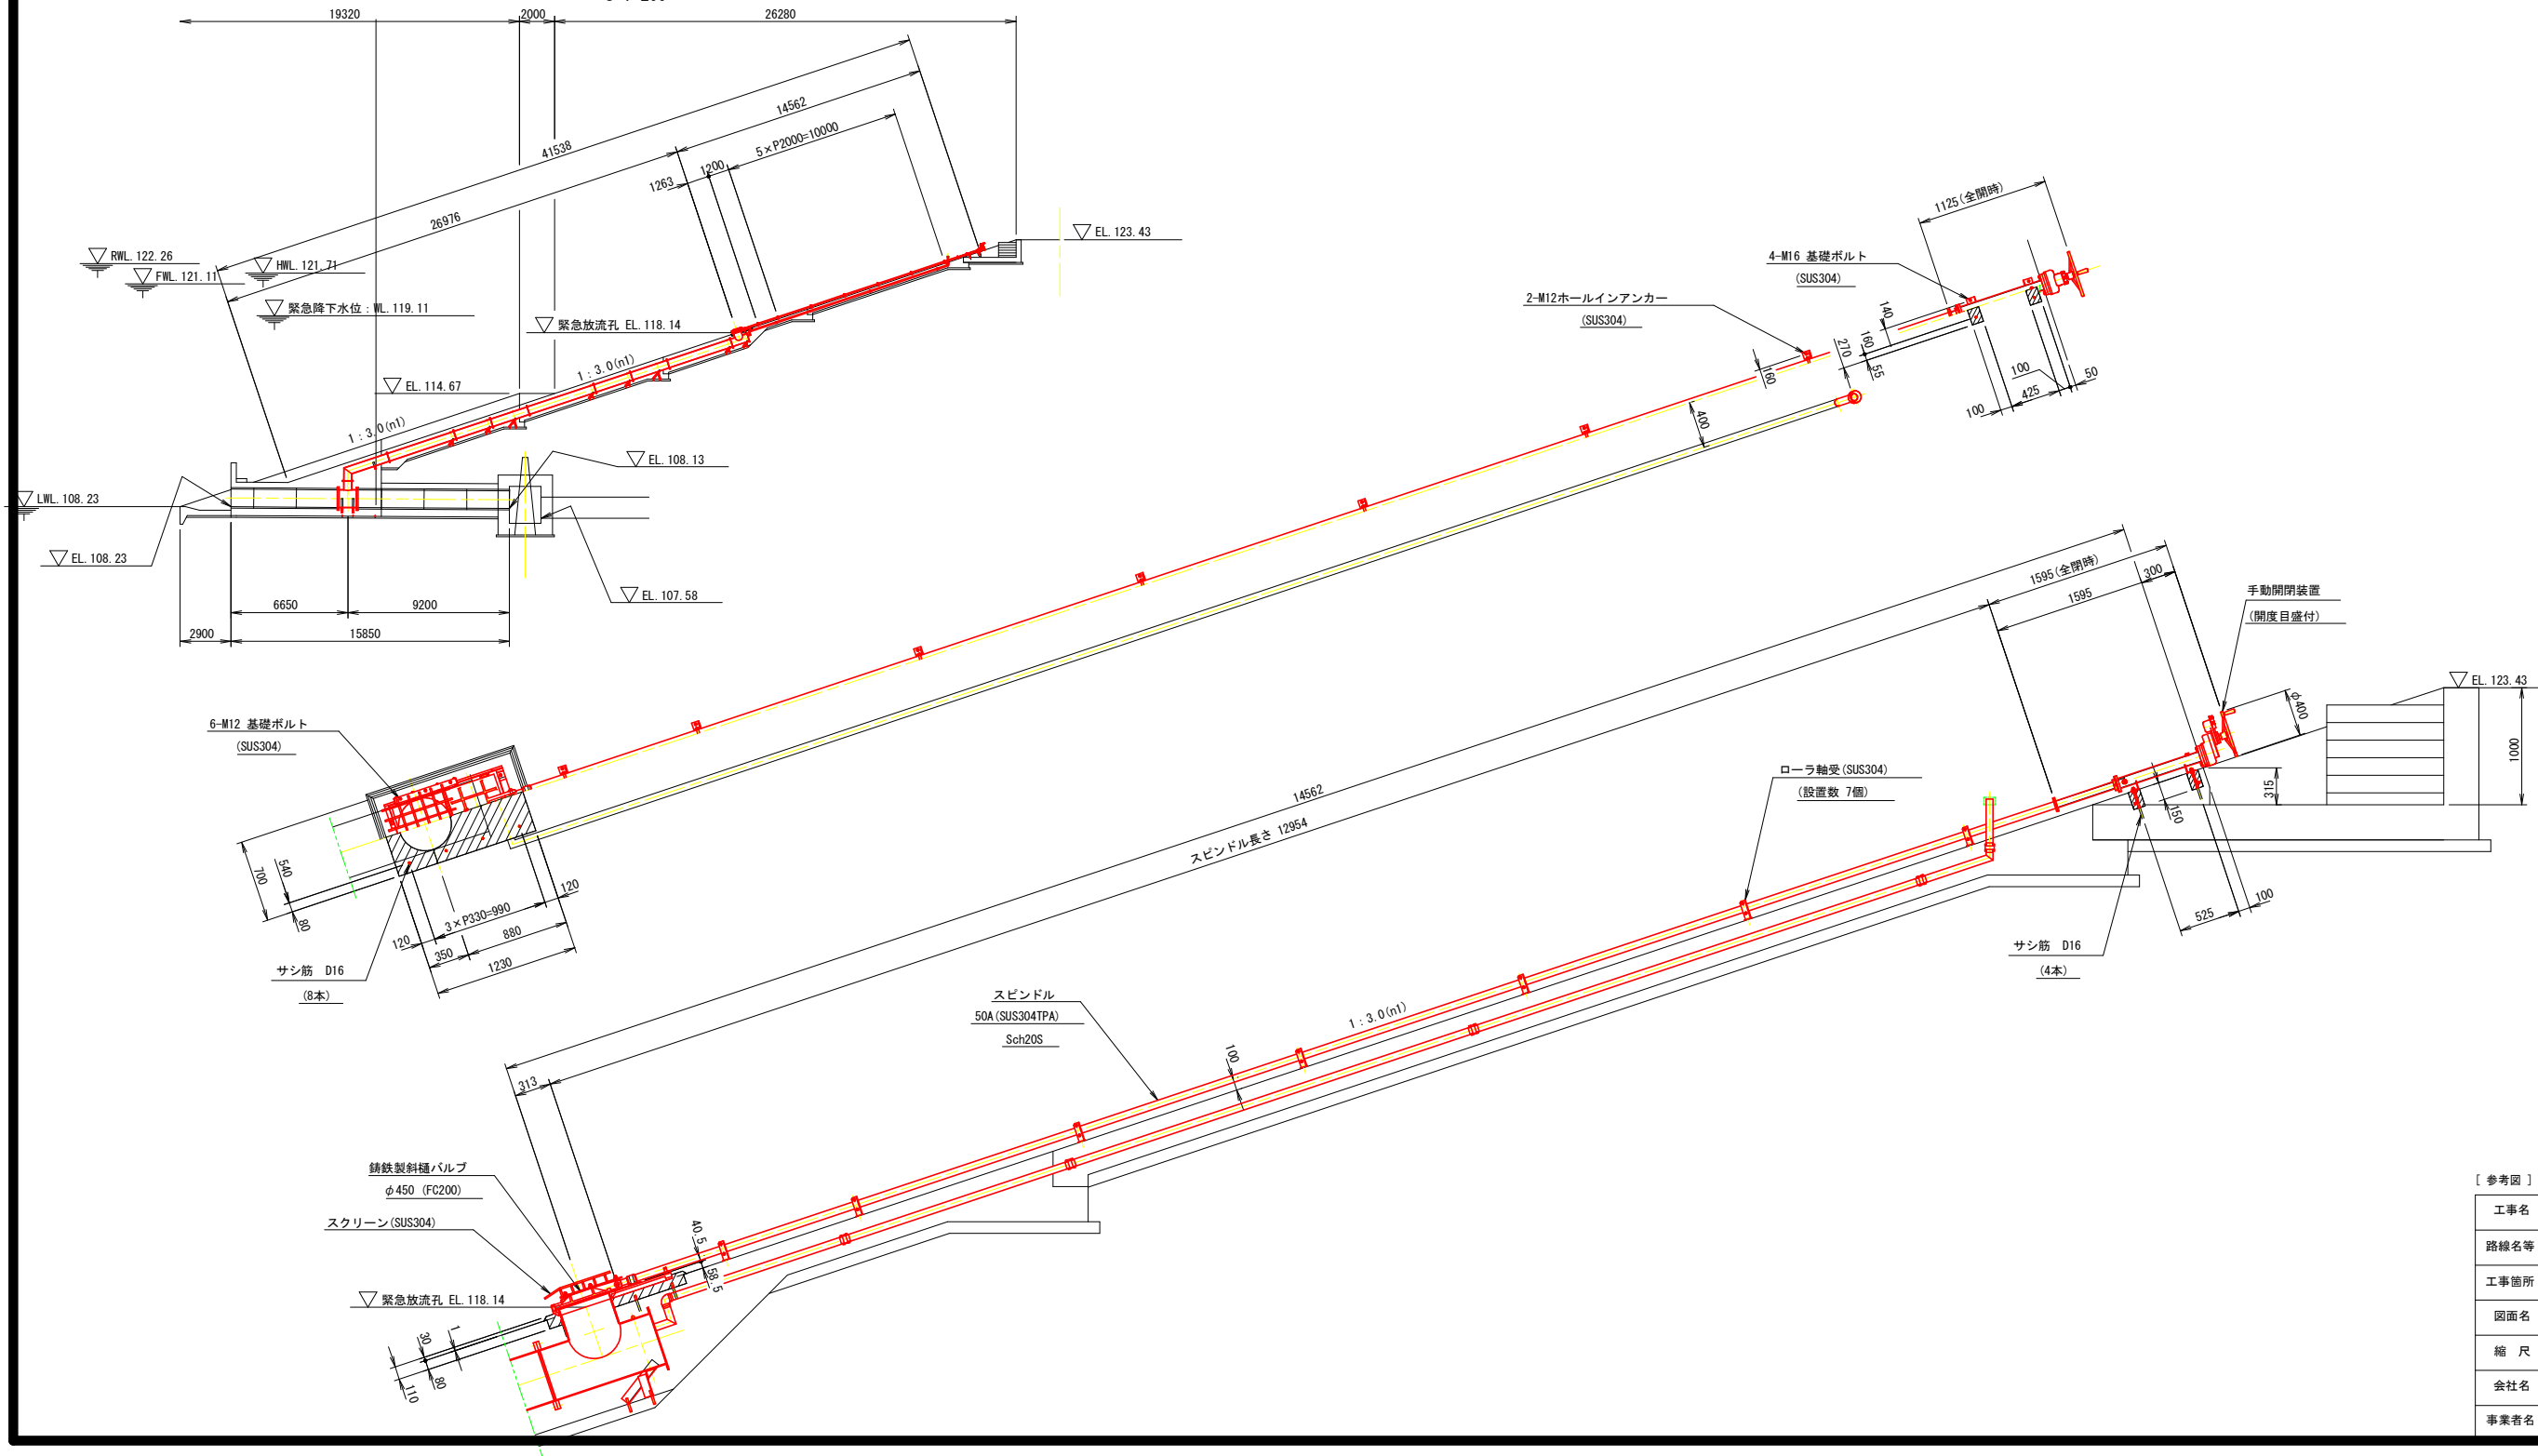 19320
2000
26280
41538
14562
26976
1263
1200
5×P2000=10000
RWL.122.26
FWL.121.11
HWL.121.71
緊急降下水位：WL.119.11
緊急放流孔 EL.118.14
EL.123.43
EL.114.67
1：3.0(n1)
1：3.0(n1)
EL.108.13
LWL.108.23
EL.108.23
EL.107.58
6650
9200
2900
15850
1125(全開時)
4-M16 基礎ボルト
(SUS304)
2-M12ホールインアンカー
(SUS304)
140
160
270
55
160
400
100
50
425
100
1595(全閉時)
300
1595
手動開閉装置
(開度目盛付)
EL.123.43
φ400
1000
315
150
6-M12 基礎ボルト
(SUS304)
ローラ軸受(SUS304)
(設置数 7個)
14562
スピンドル長さ 12954
700
540
80
120
3×P330=990
120
350
880
1230
サシ筋 D16
(8本)
525
100
サシ筋 D16
(4本)
スピンドル
50A(SUS304TPA)
Sch20S
1：3.0(n1)
100
313
鋳鉄製斜樋バルブ
φ450 (FC200)
スクリーン(SUS304)
40.5
58.5
緊急放流孔 EL.118.14
1
30
80
110
[ 参考図 ]
工事名
路線名等
工事箇所
図面名
縮 尺
会社名
事業者名